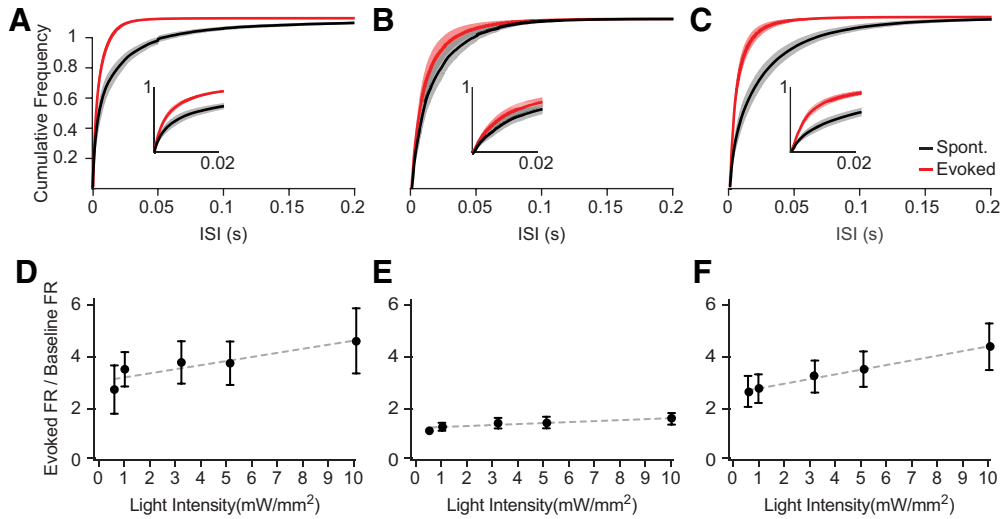 A
B
C
Cumulative Frequency
1
0.8
0.6
0.4
0.2
1
0.02
1
0.02
1
0.02
Spont.
Evoked
0 0.05 0.1 0.15 0.2
0 0.05 0.1 0.15 0.2
0 0.05 0.1 0.15 0.2
ISI (s)
ISI (s)
ISI (s)
D
E
F
Evoked FR / Baseline FR
6
4
2
0
6
4
2
0
6
4
2
0
0 1 2 3 4 5 6 7 8 9 10
0 1 2 3 4 5 6 7 8 9 10
0 1 2 3 4 5 6 7 8 9 10
Light Intensity(mW/mm²)
Light Intensity(mW/mm²)
Light Intensity(mW/mm²)